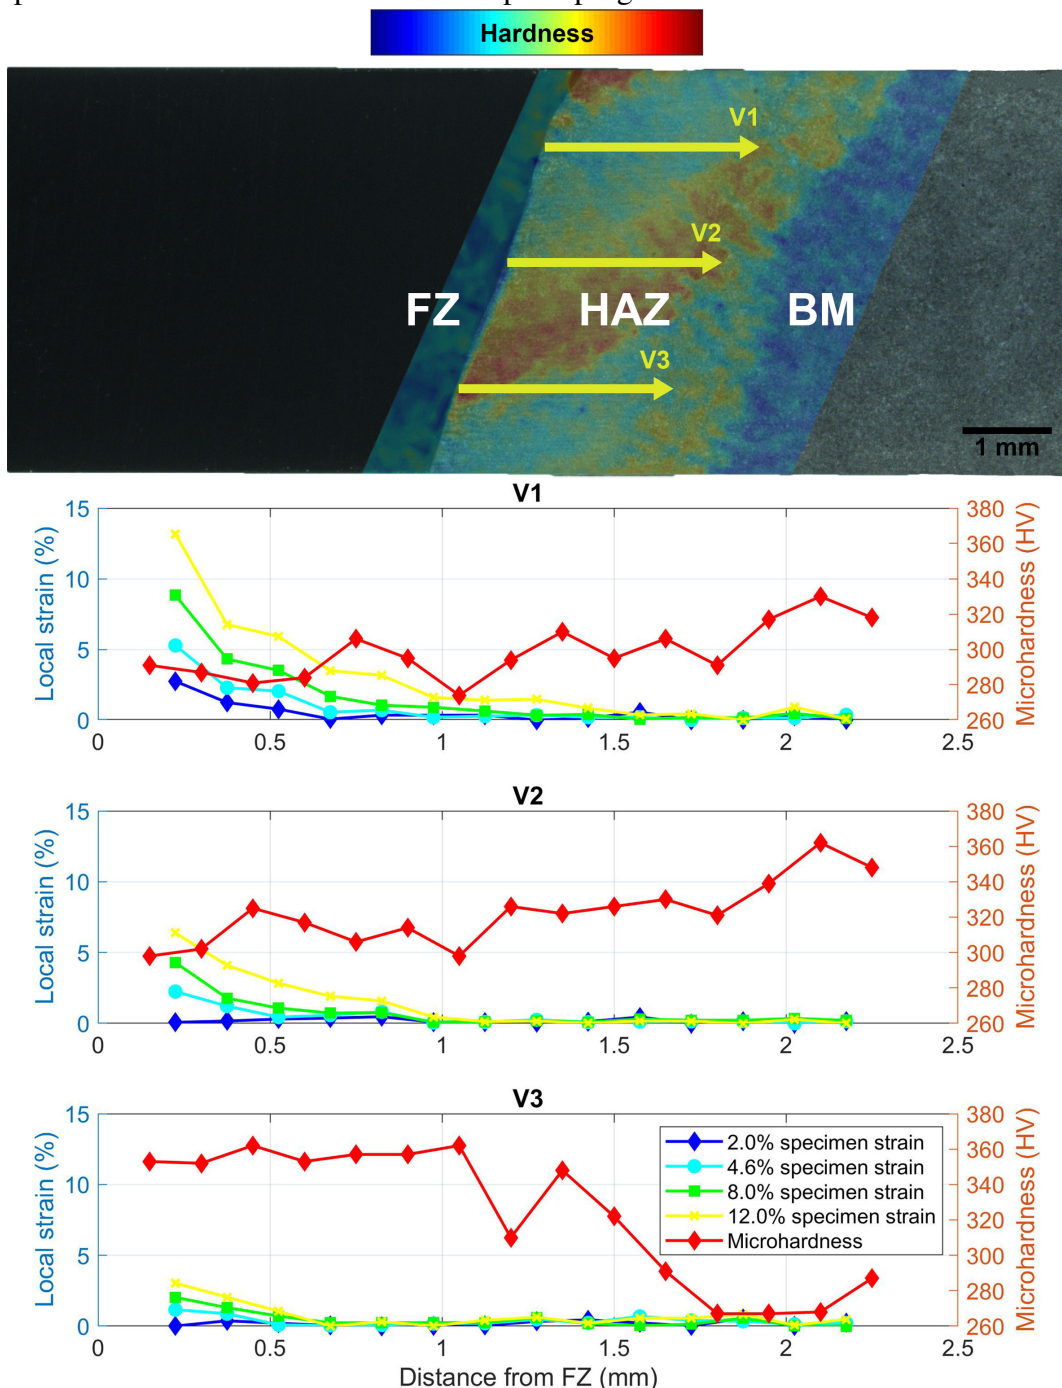 Hardness
V1
V2
FZ HAZ BM
V3
1 mm
V1
15 380
360
10 340
320
5 300
280
0 260
Local strain (%)
Microhardness (HV)
0 0.5 1 1.5 2 2.5
V2
15 380
360
10 340
320
5 300
280
0 260
Local strain (%)
Microhardness (HV)
0 0.5 1 1.5 2 2.5
V3
15 380
360
10 340
320
5 300
280
0 260
Local strain (%)
Microhardness (HV)
2.0% specimen strain
4.6% specimen strain
8.0% specimen strain
12.0% specimen strain
Microhardness
0 0.5 1 1.5 2 2.5
Distance from FZ (mm)